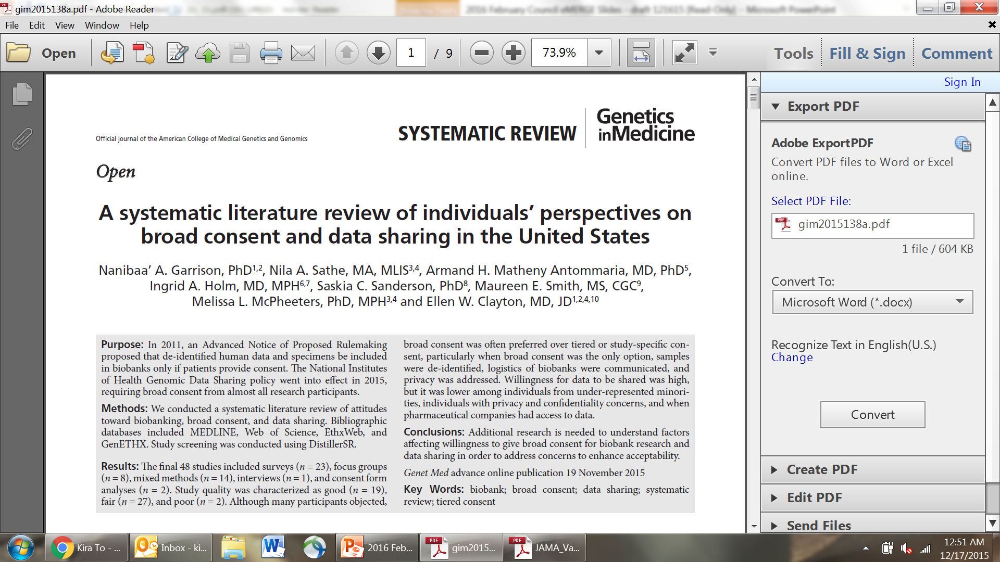 gim2015138a.pdf - Adobe Reader
2016 February Council eMERGE Slides - draft 121615 [Read-Only] - Microsoft PowerPoint
File Edit View Window Help
Open 1 / 9 73.9% Tools Fill & Sign Comment
Sign In
Export PDF
Adobe ExportPDF
Convert PDF files to Word or Excel
online.
Select PDF File:
gim2015138a.pdf
1 file / 604 KB
Convert To:
Microsoft Word (*.docx)
Recognize Text in English(U.S.)
Change
Convert
Create PDF
Edit PDF
Send Files
Official journal of the American College of Medical Genetics and Genomics
SYSTEMATIC REVIEW
Genetics
inMedicine
Open
A systematic literature review of individuals’ perspectives on
broad consent and data sharing in the United States
Nanibaa’ A. Garrison, PhD1,2, Nila A. Sathe, MA, MLIS3,4, Armand H. Matheny Antommaria, MD, PhD5,
Ingrid A. Holm, MD, MPH6,7, Saskia C. Sanderson, PhD8, Maureen E. Smith, MS, CGC9,
Melissa L. McPheeters, PhD, MPH3,4 and Ellen W. Clayton, MD, JD1,2,4,10
Purpose: In 2011, an Advanced Notice of Proposed Rulemaking
proposed that de-identified human data and specimens be included
in biobanks only if patients provide consent. The National Institutes
of Health Genomic Data Sharing policy went into effect in 2015,
requiring broad consent from almost all research participants.
Methods: We conducted a systematic literature review of attitudes
toward biobanking, broad consent, and data sharing. Bibliographic
databases included MEDLINE, Web of Science, EthxWeb, and
GenETHX. Study screening was conducted using DistillerSR.
Results: The final 48 studies included surveys (n = 23), focus groups
(n = 8), mixed methods (n = 14), interviews (n = 1), and consent form
analyses (n = 2). Study quality was characterized as good (n = 19),
fair (n = 27), and poor (n = 2). Although many participants objected,
broad consent was often preferred over tiered or study-specific con-
sent, particularly when broad consent was the only option, samples
were de-identified, logistics of biobanks were communicated, and
privacy was addressed. Willingness for data to be shared was high,
but it was lower among individuals from under-represented minori-
ties, individuals with privacy and confidentiality concerns, and when
pharmaceutical companies had access to data.
Conclusions: Additional research is needed to understand factors
affecting willingness to give broad consent for biobank research and
data sharing in order to address concerns to enhance acceptability.
Genet Med advance online publication 19 November 2015
Key Words: biobank; broad consent; data sharing; systematic
review; tiered consent
Kira To - ...
Inbox - ki...
2016 Feb...
PDF
gim2015...
PDF
JAMA_Va...
12:51 AM
12/17/2015